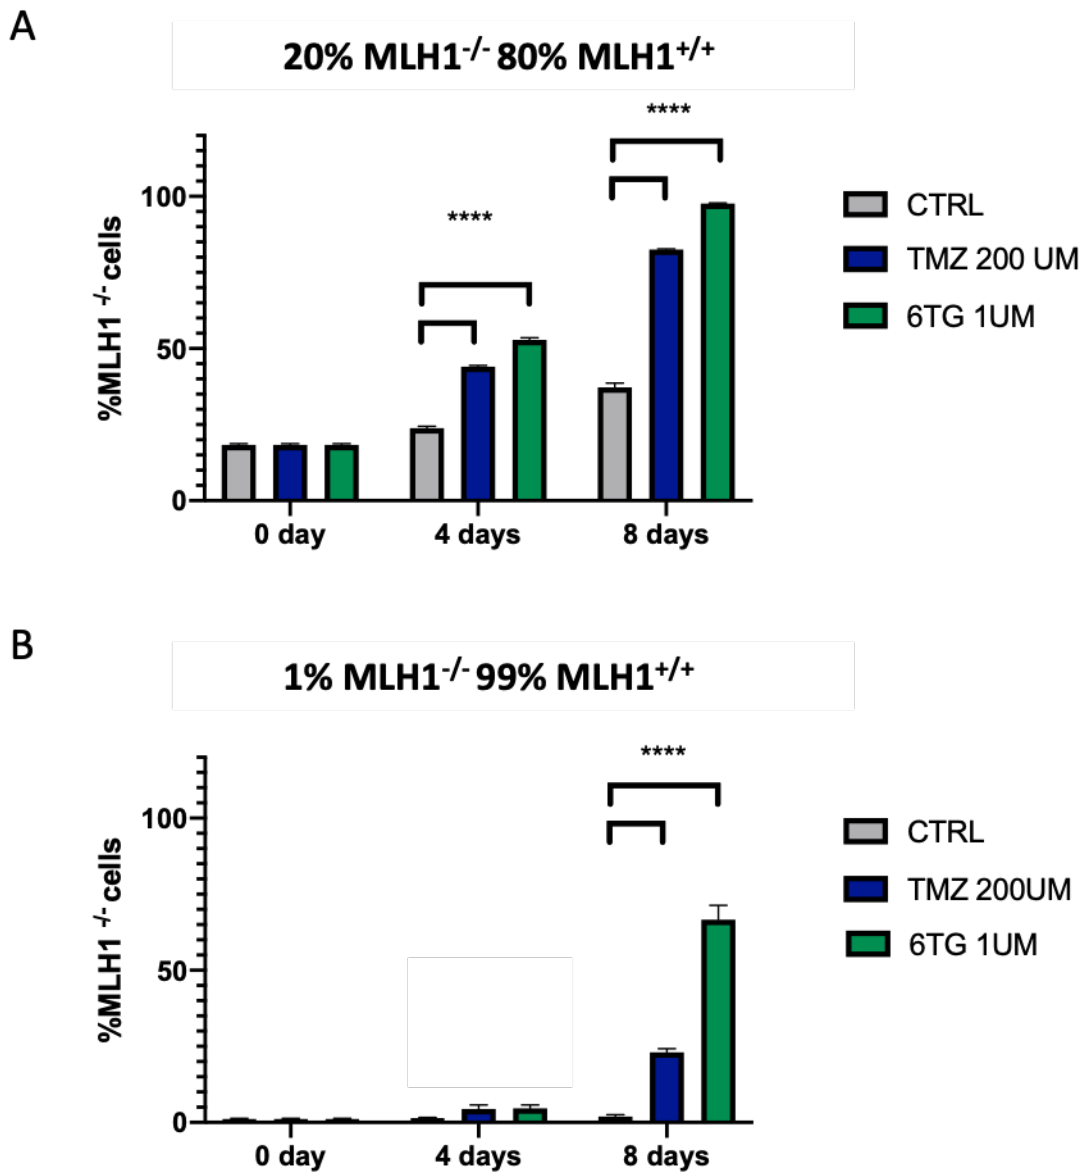 A
20% MLH1-/- 80% MLH1+/+
****
****
100
50
0
%MLH1 -/- cells
0 day
4 days
8 days
CTRL
TMZ 200 UM
6TG 1UM
B
1% MLH1-/- 99% MLH1+/+
****
100
50
0
%MLH1 -/- cells
0 day
4 days
8 days
CTRL
TMZ 200UM
6TG 1UM